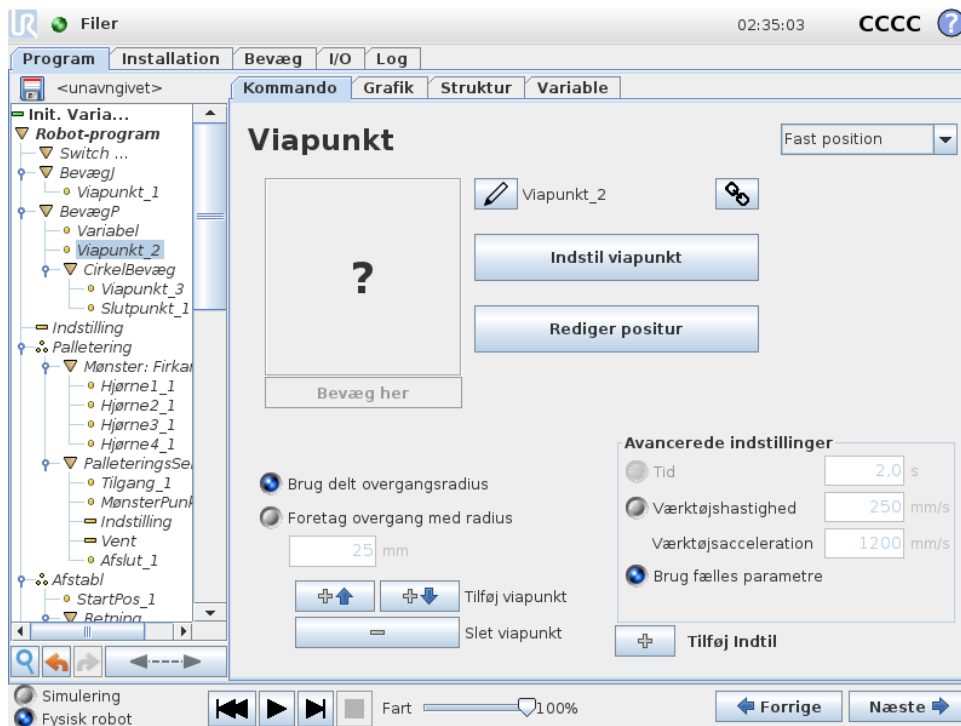 UR Filer 02:35:03 CCCC ?
Program Installation Bevæg I/O Log
<unavngivet>
Kommando Grafik Struktur Variable
Init. Varia...
Robot-program
Switch ...
BevægJ
Viapunkt_1
BevægP
Variabel
Viapunkt_2
CirkelBevæg
Viapunkt_3
Slutpunkt_1
Indstilling
Palletering
Mønster: Firkan
Hjørne1_1
Hjørne2_1
Hjørne3_1
Hjørne4_1
PalleteringsSe
Tilgang_1
MønsterPunk
Indstilling
Vent
Afslut_1
Afstabl
StartPos_1
Retning
Viapunkt
Fast position
?
Viapunkt_2
Indstil viapunkt
Rediger positur
Bevæg her
Brug delt overgangsradius
Foretag overgang med radius
25 mm
Tilføj viapunkt
Slet viapunkt
Avancerede indstillinger
Tid 2,0 s
Værktøjshastighed 250 mm/s
Værktøjsacceleration 1200 mm/s
Brug fælles parametre
Tilføj Indtil
Simulering
Fysisk robot
Fart 100%
Forrige Næste